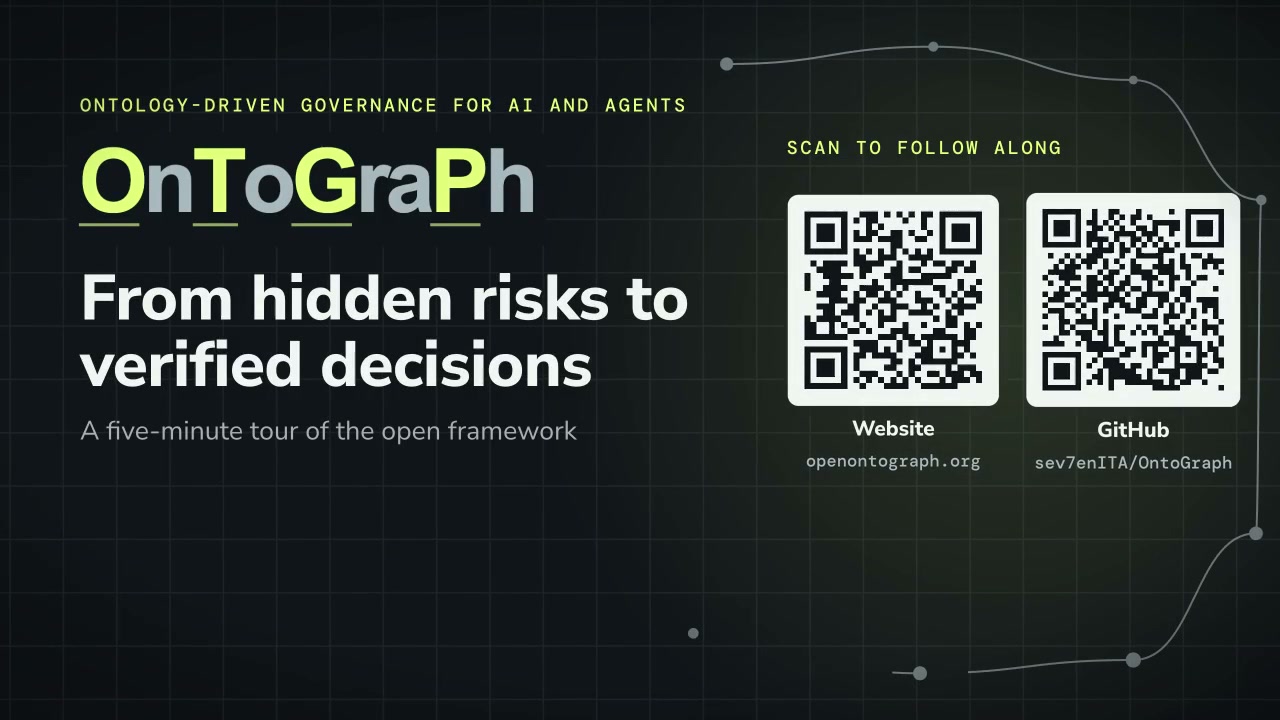 ONTOLOGY-DRIVEN GOVERNANCE FOR AI AND AGENTS
OnToGraPh
From hidden risks to
verified decisions
A five-minute tour of the open framework
SCAN TO FOLLOW ALONG
Website
openontograph.org
GitHub
sev7enITA/OntoGraph